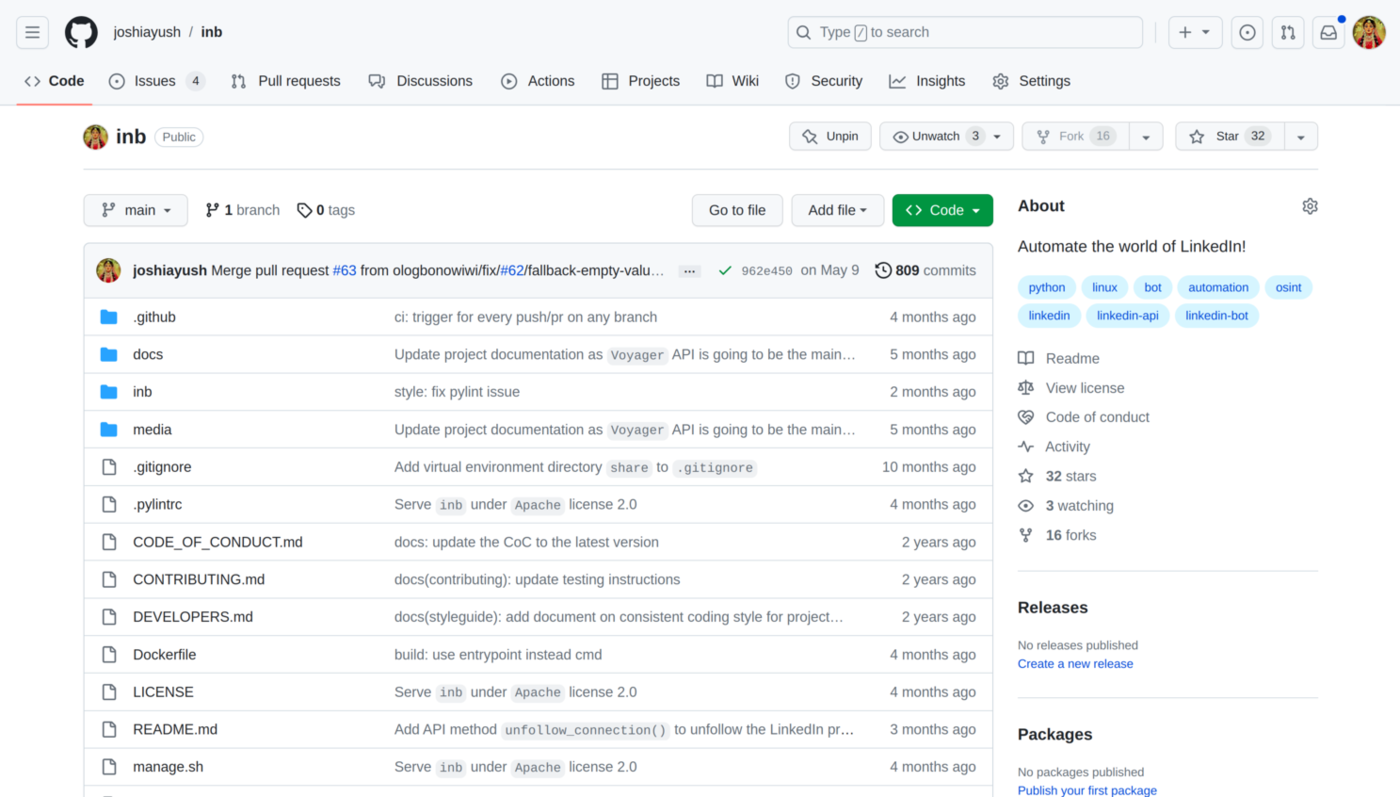 joshiayush / inb
Type / to search
Code Issues 4 Pull requests Discussions Actions Projects Wiki Security Insights Settings
inb Public
Unpin Unwatch 3 Fork 16 Star 32
main 1 branch 0 tags
Go to file Add file Code
joshiayush Merge pull request #63 from ologbonowiwi/fix/#62/fallback-empty-valu… ... 962e450 on May 9 809 commits
.github ci: trigger for every push/pr on any branch 4 months ago
docs Update project documentation as Voyager API is going to be the main… 5 months ago
inb style: fix pylint issue 2 months ago
media Update project documentation as Voyager API is going to be the main… 5 months ago
.gitignore Add virtual environment directory share to .gitignore 10 months ago
.pylintrc Serve inb under Apache license 2.0 4 months ago
CODE_OF_CONDUCT.md docs: update the CoC to the latest version 2 years ago
CONTRIBUTING.md docs(contributing): update testing instructions 2 years ago
DEVELOPERS.md docs(styleguide): add document on consistent coding style for project… 2 years ago
Dockerfile build: use entrypoint instead cmd 4 months ago
LICENSE Serve inb under Apache license 2.0 4 months ago
README.md Add API method unfollow_connection() to unfollow the LinkedIn pr… 3 months ago
manage.sh Serve inb under Apache license 2.0 4 months ago
About
Automate the world of LinkedIn!
python linux bot automation osint
linkedin linkedin-api linkedin-bot
Readme
View license
Code of conduct
Activity
32 stars
3 watching
16 forks
Releases
No releases published
Create a new release
Packages
No packages published
Publish your first package